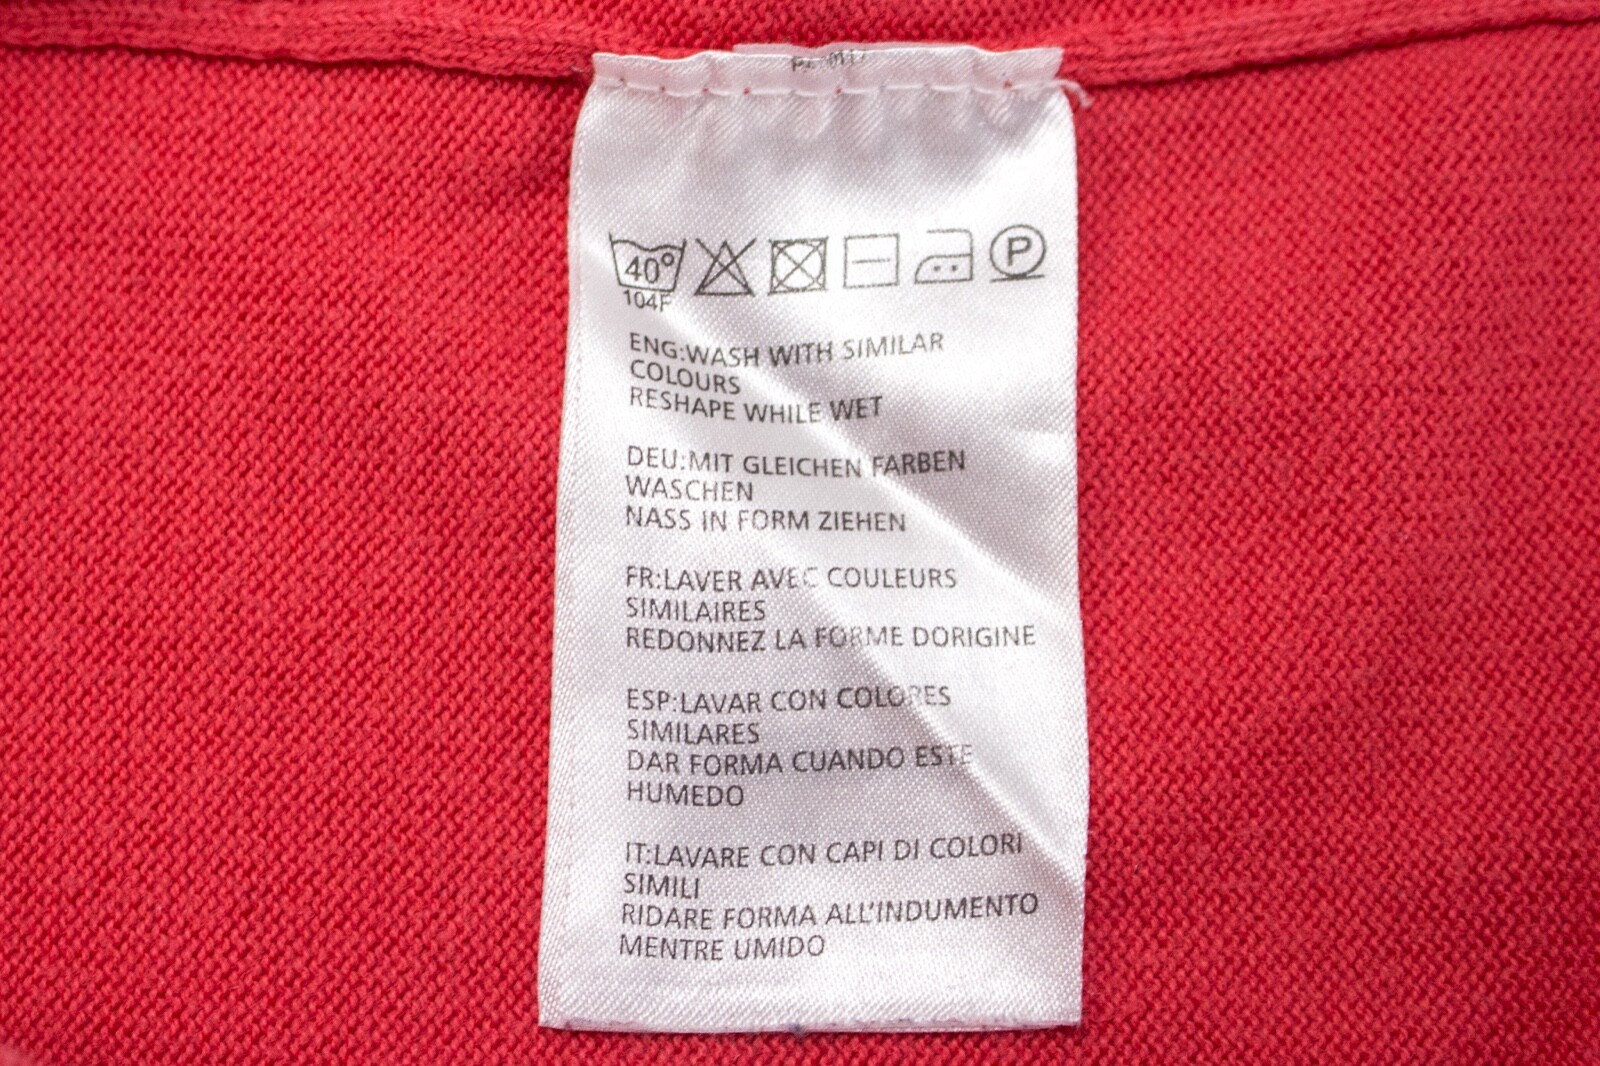 40°
P
104F
ENG:WASH WITH SIMILAR
COLOURS
RESHAPE WHILE WET
DEU:MIT GLEICHEN FARBEN
WASCHEN
NASS IN FORM ZIEHEN
FR:LAVER AVEC COULEURS
SIMILAIRES
REDONNEZ LA FORME DORIGINE
ESP:LAVAR CON COLORES
SIMILARES
DAR FORMA CUANDO ESTE
HUMEDO
IT:LAVARE CON CAPI DI COLORI
SIMILI
RIDARE FORMA ALL'INDUMENTO
MENTRE UMIDO